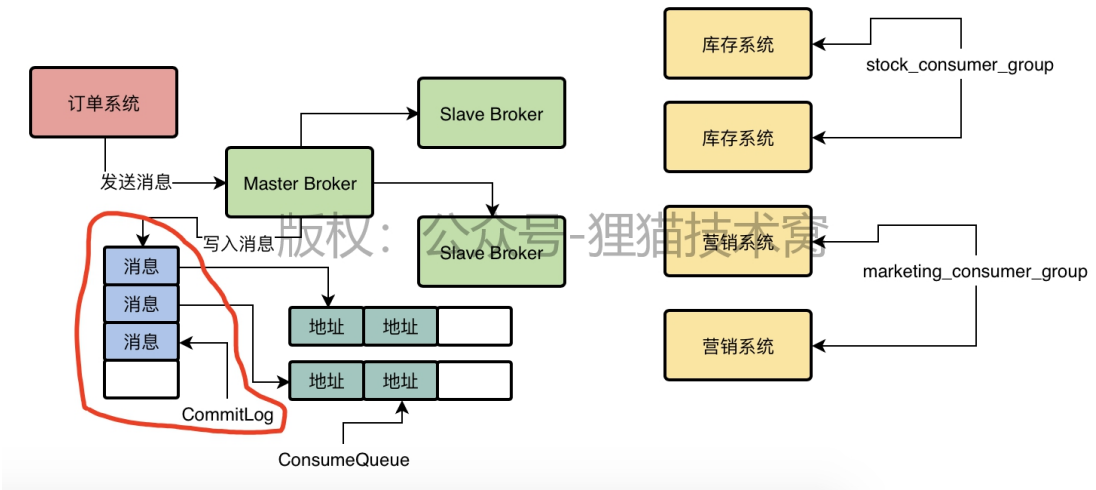 库存系统
stock_consumer_group
订单系统
Slave Broker
库存系统
发送消息
Master Broker
版权：公众号-狸猫技术窝
写入消息
Slave Broker
营销系统
marketing_consumer_group
消息
消息
地址
地址
消息
营销系统
地址
地址
CommitLog
ConsumeQueue